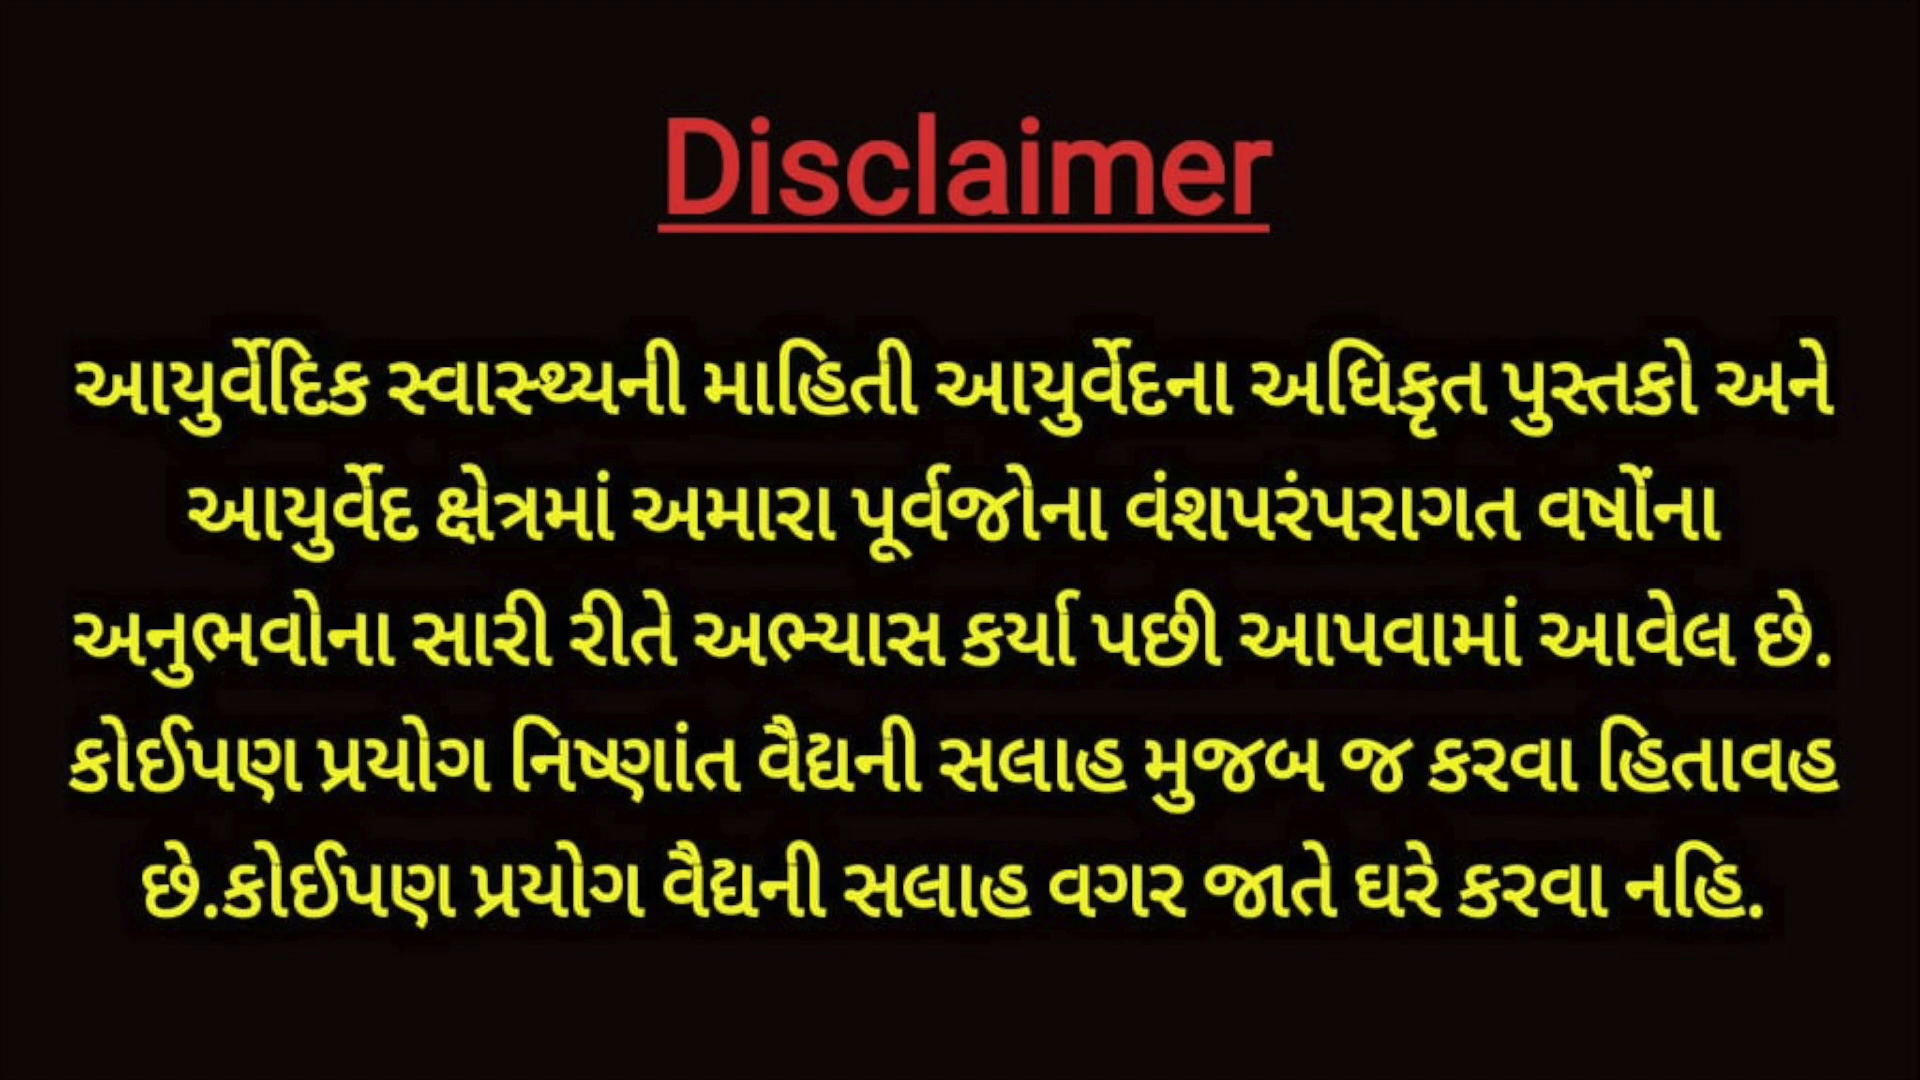 Disclaimer
આયુર્વેદિક સ્વાસ્થ્યની માહિતી આયુર્વેદના અધિકૃત પુસ્તકો અને
આયુર્વેદ ક્ષેત્રમાં અમારા પૂર્વજોના વંશપરંપરાગત વર્ષોના
અનુભવોના સારી રીતે અભ્યાસ કર્યા પછી આપવામાં આવેલ છે.
કોઈપણ પ્રયોગ નિષ્ણાંત વૈદ્યની સલાહ મુજબ જ કરવા હિતાવહ
છે.કોઈપણ પ્રયોગ વૈદ્યની સલાહ વગર જાતે ઘરે કરવા નહિ.